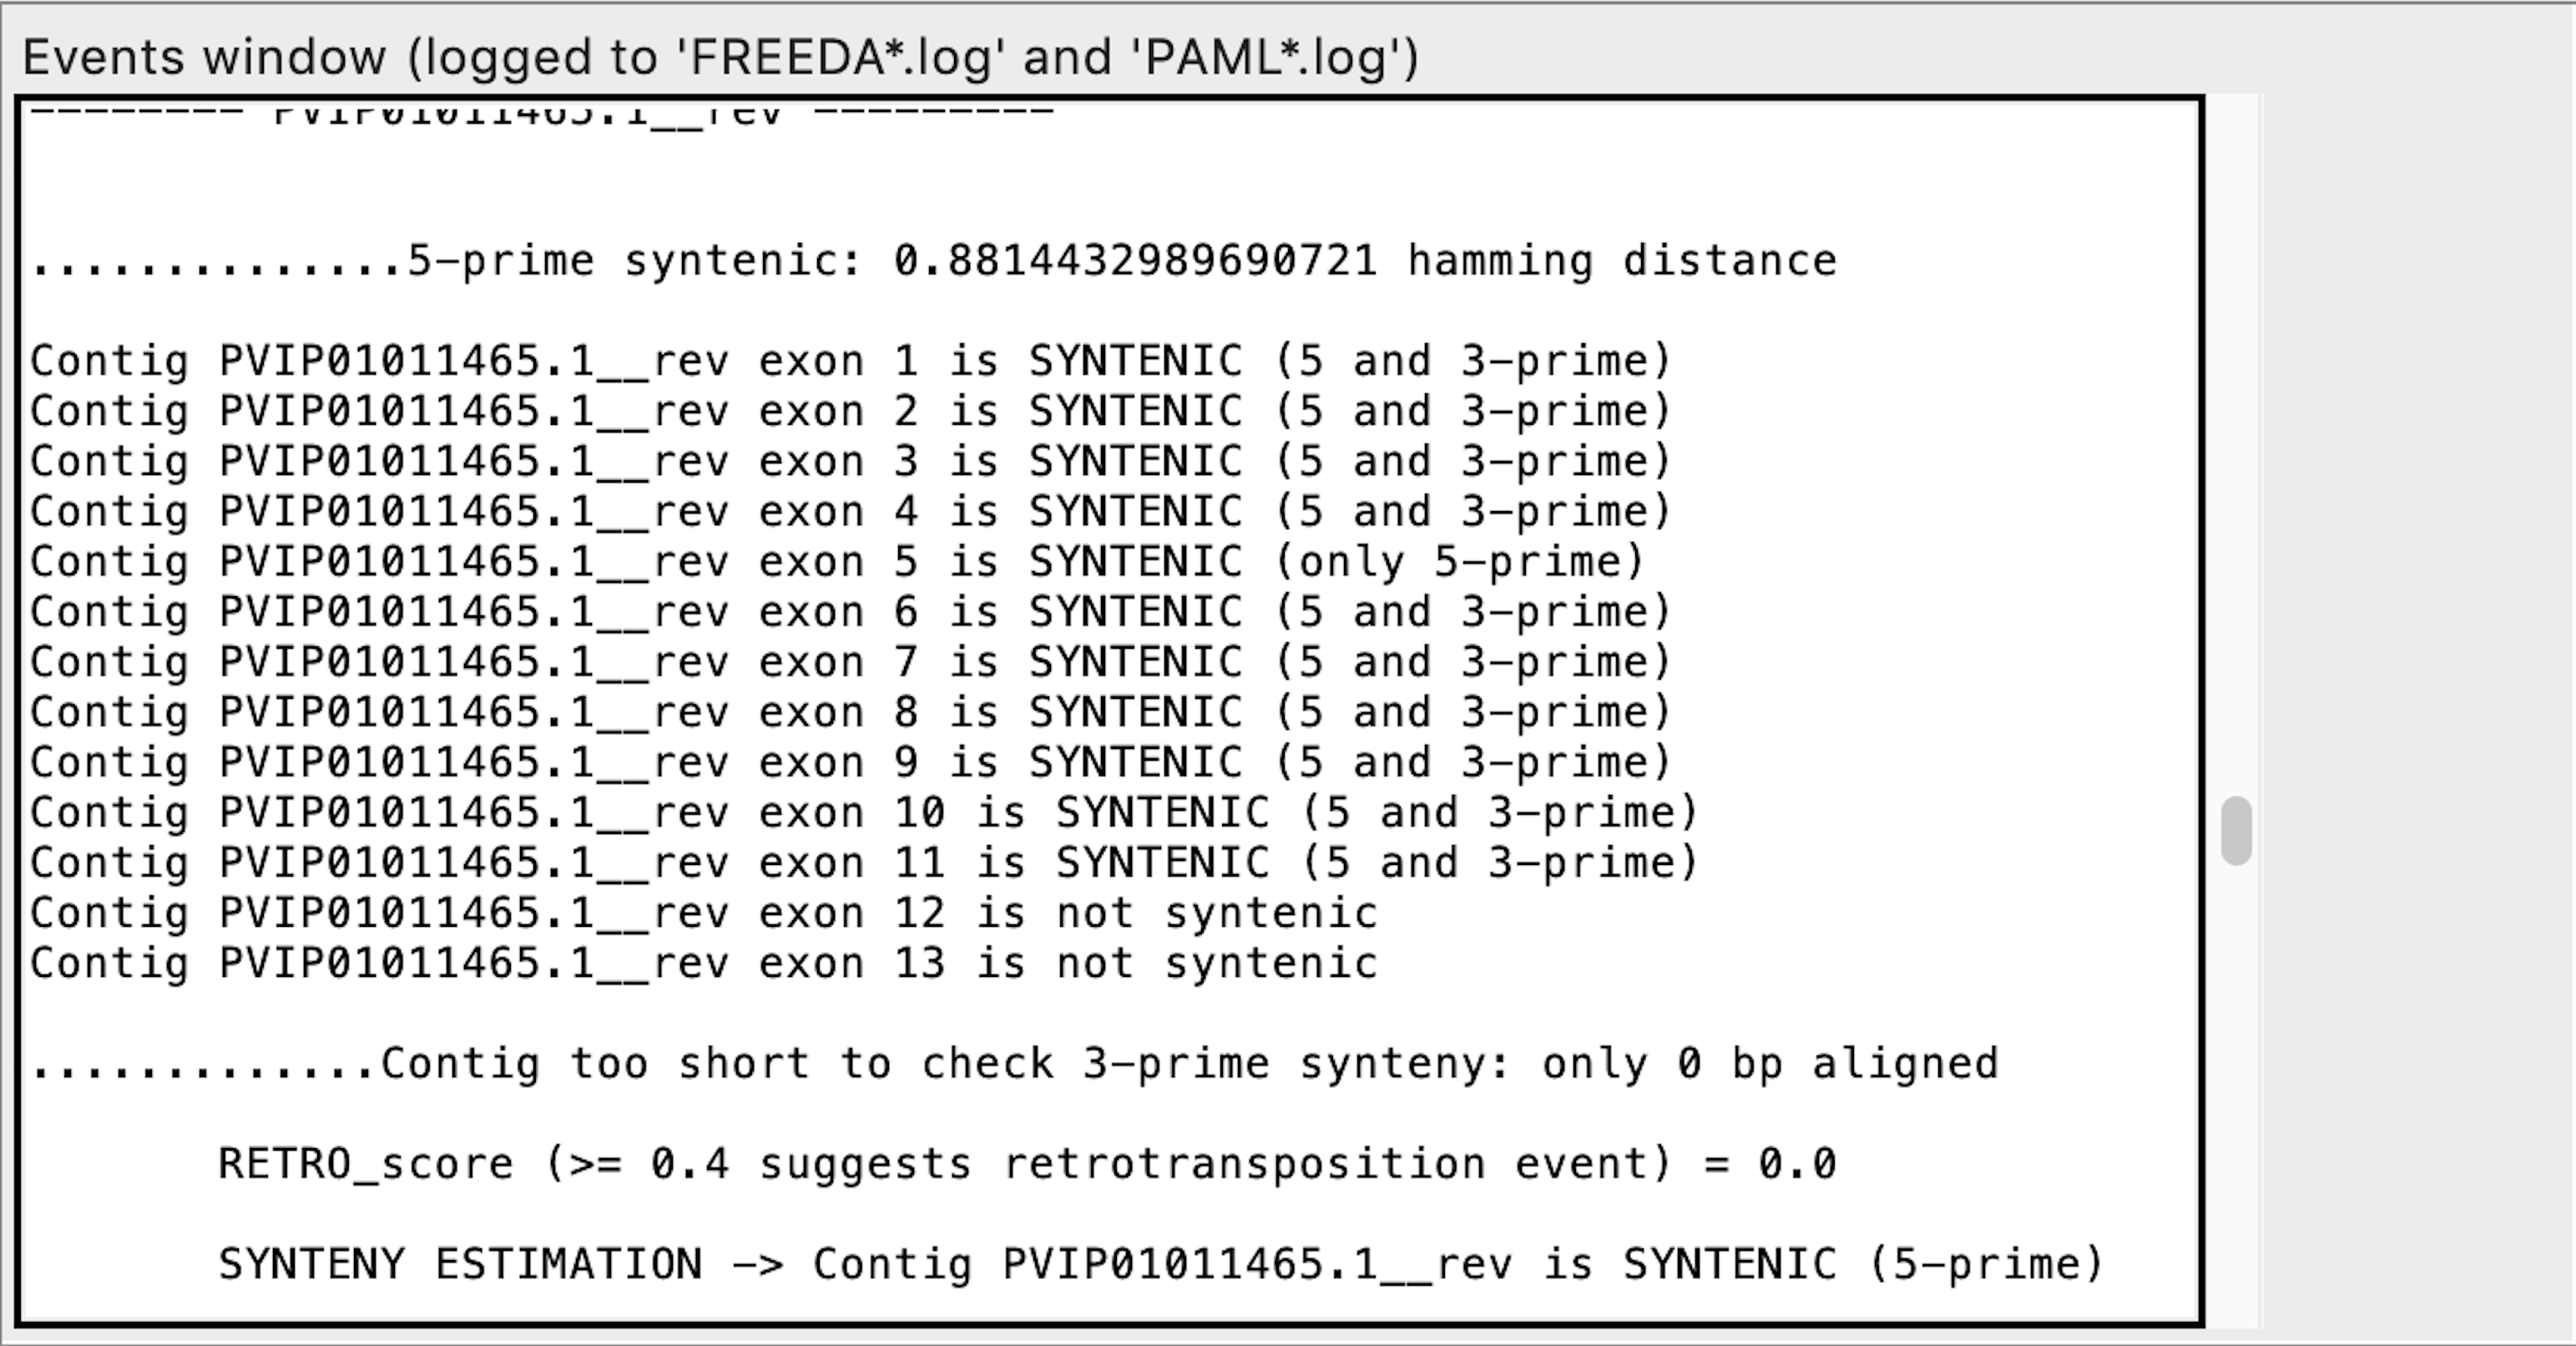 Events window (logged to 'FREEDA*.log' and 'PAML*.log')
-------- PVIP01011465.1__rev ---------
..............5-prime syntenic: 0.8814432989690721 hamming distance
Contig PVIP01011465.1__rev exon 1 is SYNTENIC (5 and 3-prime)
Contig PVIP01011465.1__rev exon 2 is SYNTENIC (5 and 3-prime)
Contig PVIP01011465.1__rev exon 3 is SYNTENIC (5 and 3-prime)
Contig PVIP01011465.1__rev exon 4 is SYNTENIC (5 and 3-prime)
Contig PVIP01011465.1__rev exon 5 is SYNTENIC (only 5-prime)
Contig PVIP01011465.1__rev exon 6 is SYNTENIC (5 and 3-prime)
Contig PVIP01011465.1__rev exon 7 is SYNTENIC (5 and 3-prime)
Contig PVIP01011465.1__rev exon 8 is SYNTENIC (5 and 3-prime)
Contig PVIP01011465.1__rev exon 9 is SYNTENIC (5 and 3-prime)
Contig PVIP01011465.1__rev exon 10 is SYNTENIC (5 and 3-prime)
Contig PVIP01011465.1__rev exon 11 is SYNTENIC (5 and 3-prime)
Contig PVIP01011465.1__rev exon 12 is not syntenic
Contig PVIP01011465.1__rev exon 13 is not syntenic
.............Contig too short to check 3-prime synteny: only 0 bp aligned
RETRO_score (>= 0.4 suggests retrotransposition event) = 0.0
SYNTENY ESTIMATION -> Contig PVIP01011465.1__rev is SYNTENIC (5-prime)